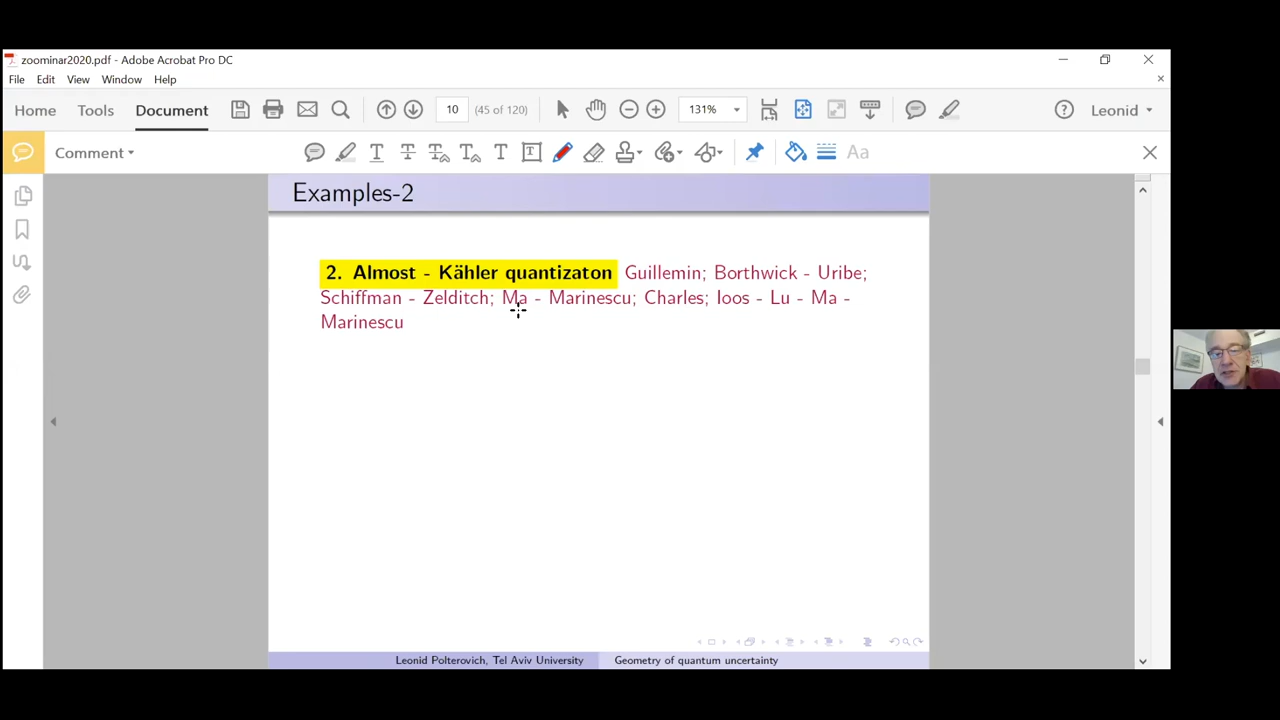 zoominar2020.pdf - Adobe Acrobat Pro DC
File Edit View Window Help
Home Tools Document 10 (45 of 120) 131% Leonid
Comment
Examples-2
2. Almost - Kähler quantizaton Guillemin; Borthwick - Uribe;
Schiffman - Zelditch; Ma - Marinescu; Charles; Ioos - Lu - Ma -
Marinescu
Leonid Polterovich, Tel Aviv University Geometry of quantum uncertainty